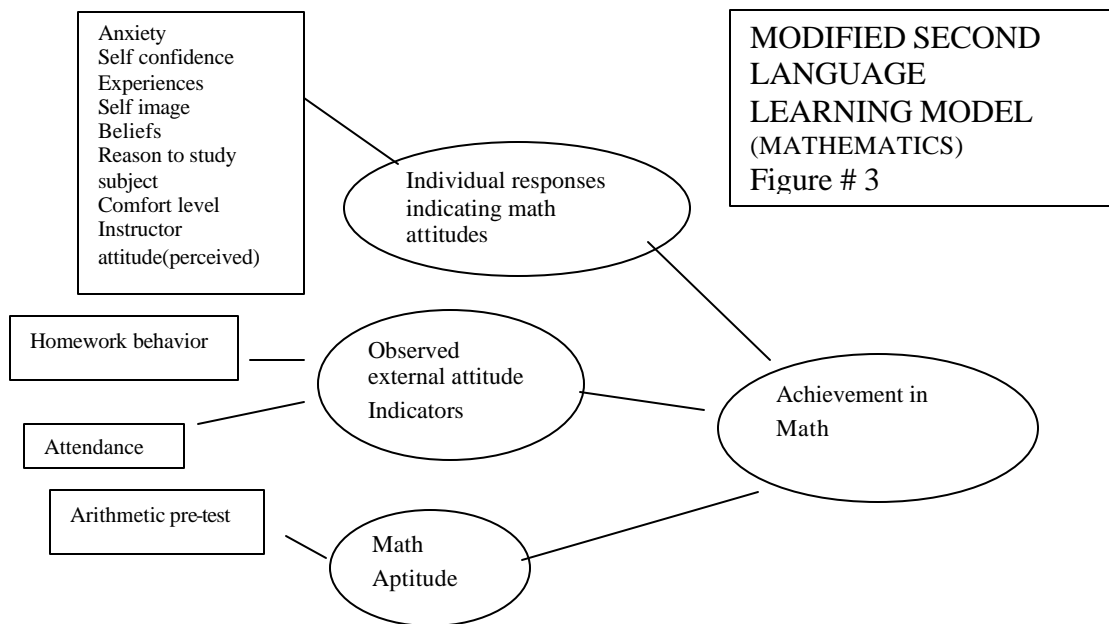 Anxiety
Self confidence
Experiences
Self image
Beliefs
Reason to study
subject
Comfort level
Instructor
attitude(perceived)
MODIFIED SECOND
LANGUAGE
LEARNING MODEL
(MATHEMATICS)
Figure # 3
Individual responses
indicating math
attitudes
Homework behavior
Observed
external attitude
Indicators
Achievement in
Math
Attendance
Arithmetic pre-test
Math
Aptitude